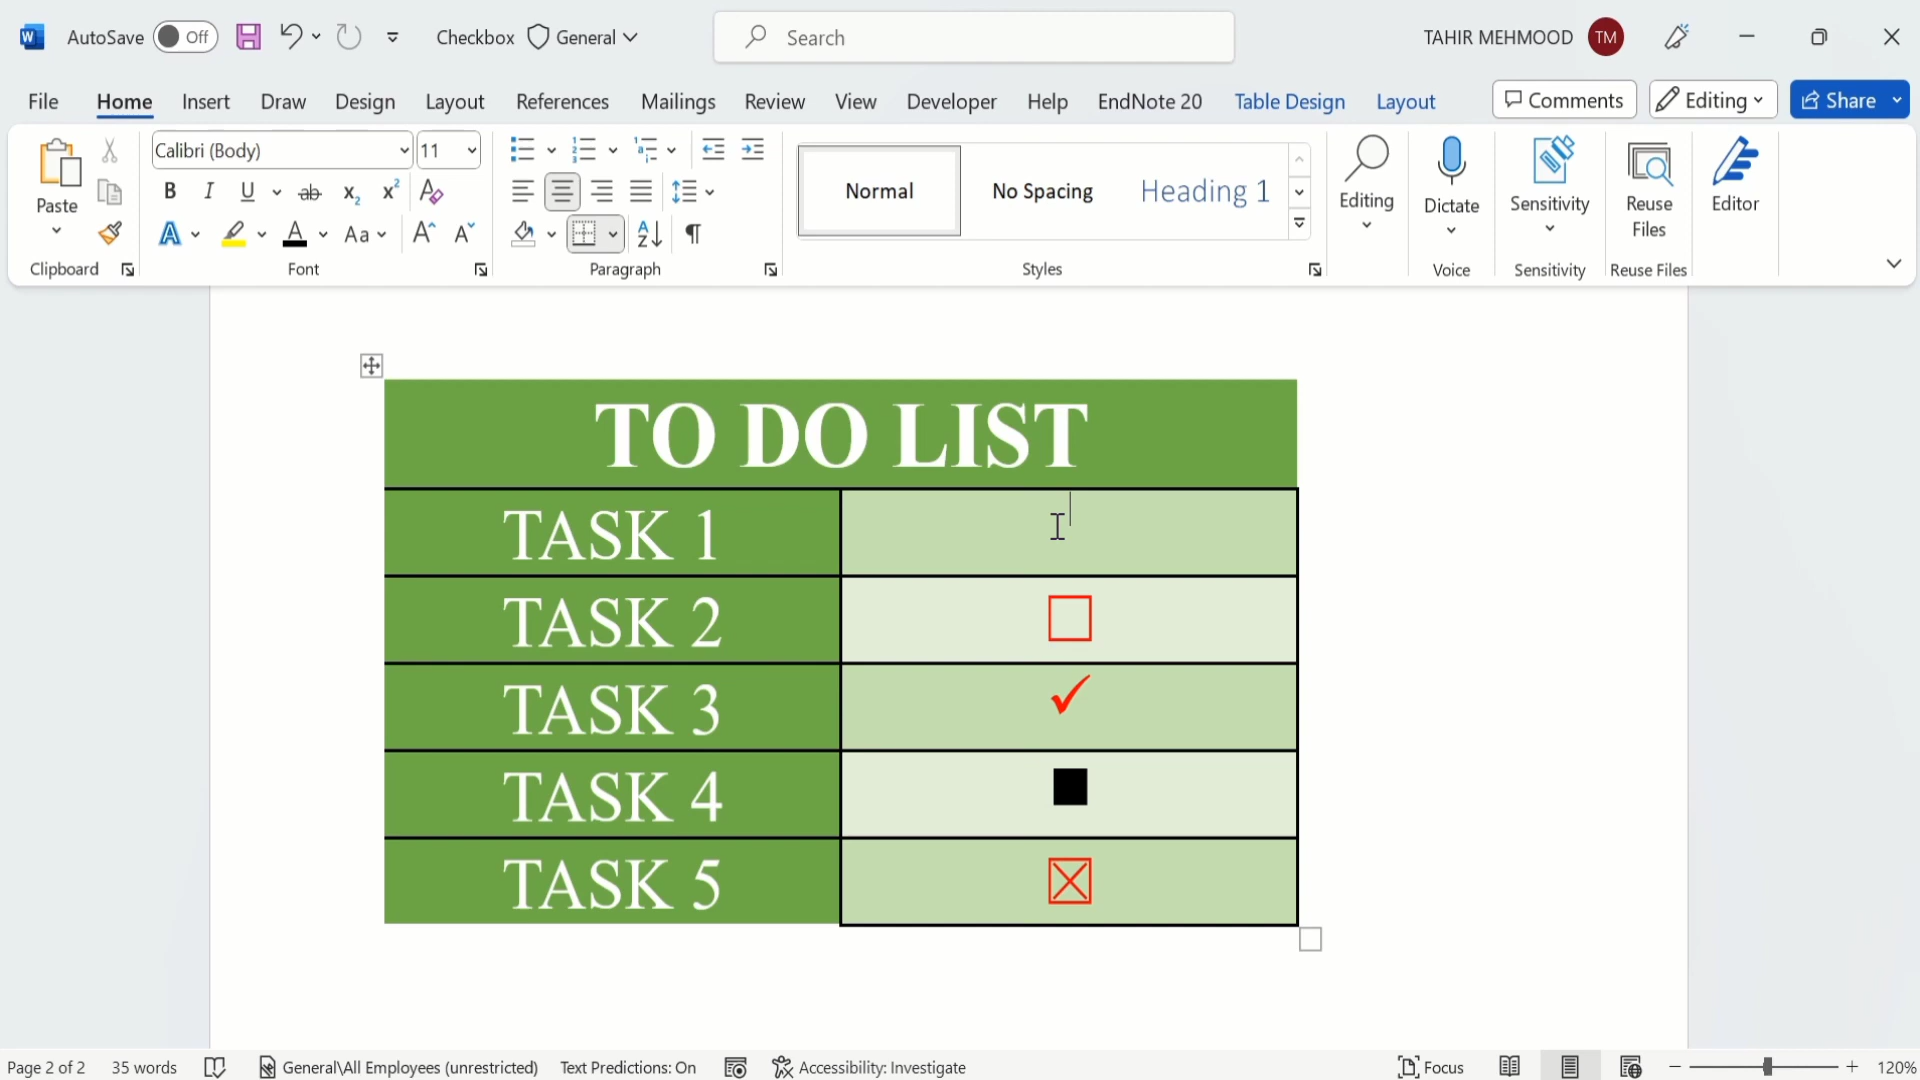 AutoSave Off Checkbox General Search TAHIR MEHMOOD TM
File Home Insert Draw Design Layout References Mailings Review View Developer Help EndNote 20 Table Design Layout Comments Editing Share
Paste
Clipboard
Calibri (Body) 11
Font
Paragraph
Normal No Spacing Heading 1
Styles
Editing
Dictate
Voice
Sensitivity
Sensitivity
Reuse
Files
Reuse Files
Editor
TO DO LIST
TASK 1
TASK 2
TASK 3
TASK 4
TASK 5
Page 2 of 2 35 words General\All Employees (unrestricted) Text Predictions: On Accessibility: Investigate Focus 120%